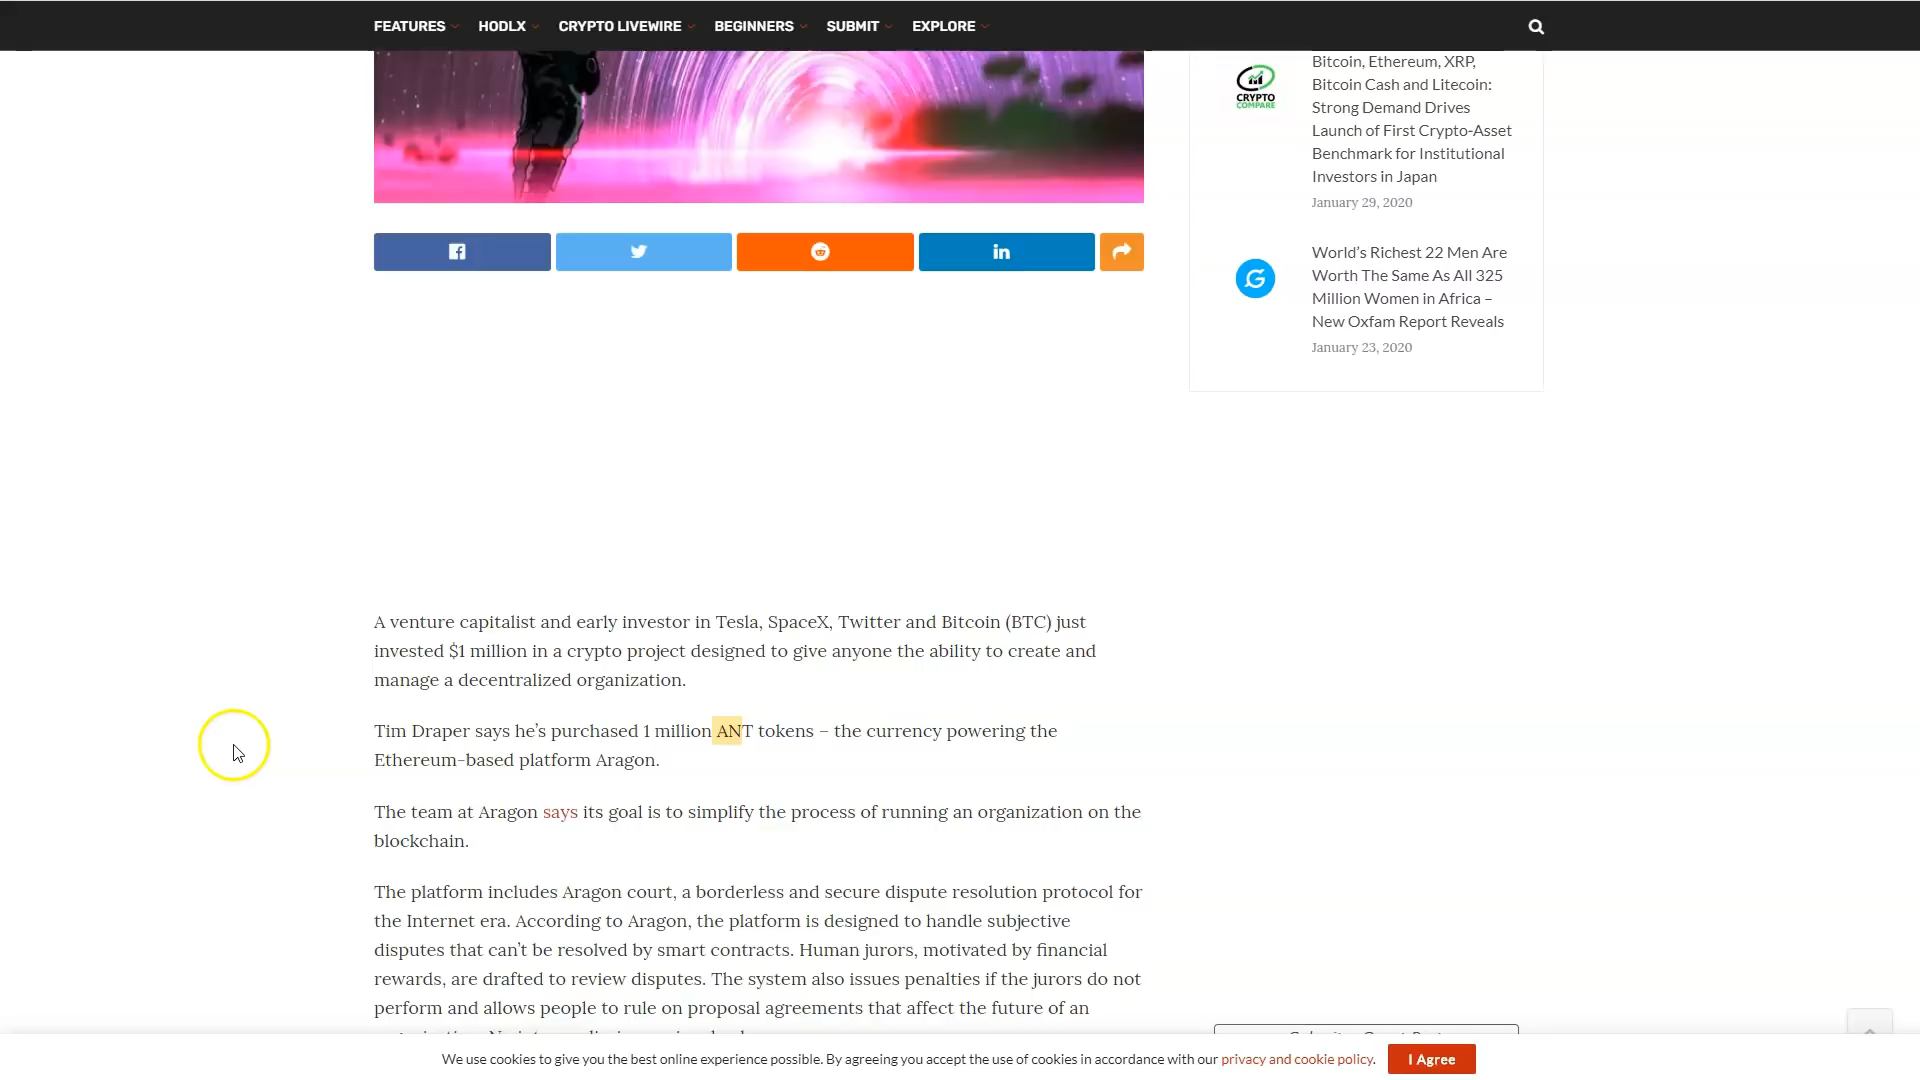 FEATURES HODLX CRYPTO LIVEWIRE BEGINNERS SUBMIT EXPLORE
A venture capitalist and early investor in Tesla, SpaceX, Twitter and Bitcoin (BTC) just
invested $1 million in a crypto project designed to give anyone the ability to create and
manage a decentralized organization.
Tim Draper says he’s purchased 1 million ANT tokens – the currency powering the
Ethereum-based platform Aragon.
The team at Aragon says its goal is to simplify the process of running an organization on the
blockchain.
The platform includes Aragon court, a borderless and secure dispute resolution protocol for
the Internet era. According to Aragon, the platform is designed to handle subjective
disputes that can’t be resolved by smart contracts. Human jurors, motivated by financial
rewards, are drafted to review disputes. The system also issues penalties if the jurors do not
perform and allows people to rule on proposal agreements that affect the future of an
CRYPTO
COMPARE
Bitcoin, Ethereum, XRP,
Bitcoin Cash and Litecoin:
Strong Demand Drives
Launch of First Crypto-Asset
Benchmark for Institutional
Investors in Japan
January 29, 2020
World’s Richest 22 Men Are
Worth The Same As All 325
Million Women in Africa –
New Oxfam Report Reveals
January 23, 2020
We use cookies to give you the best online experience possible. By agreeing you accept the use of cookies in accordance with our privacy and cookie policy. I Agree